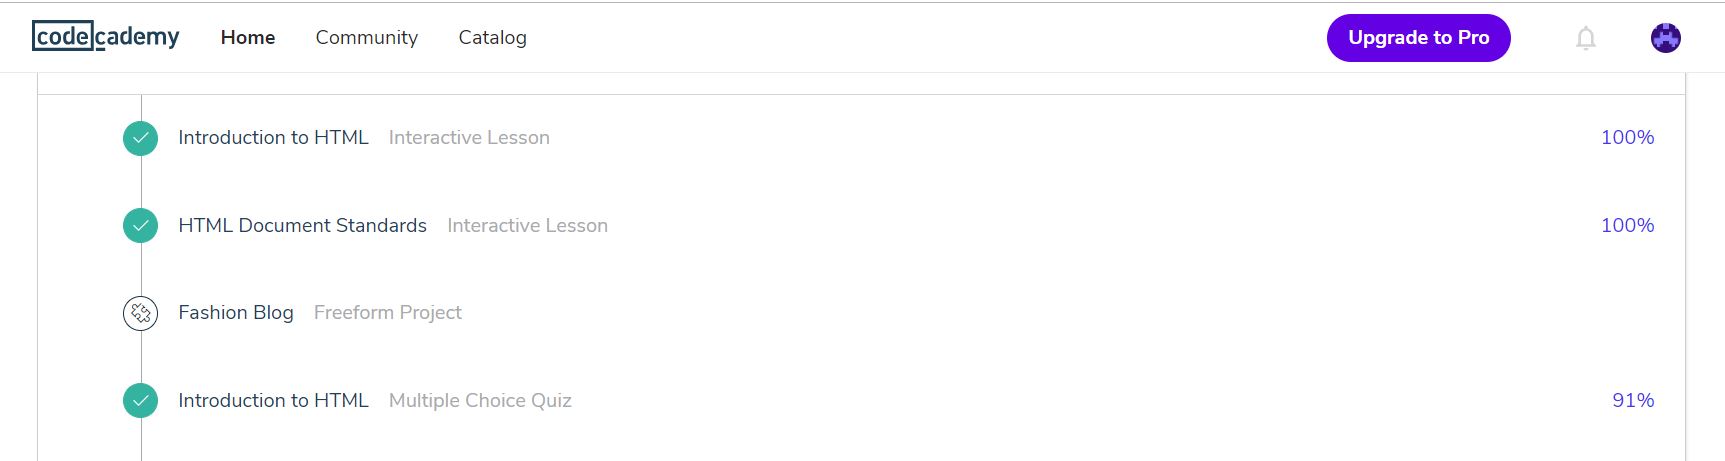 codecademy Home Community Catalog Upgrade to Pro
Introduction to HTML Interactive Lesson 100%
HTML Document Standards Interactive Lesson 100%
Fashion Blog Freeform Project
Introduction to HTML Multiple Choice Quiz 91%